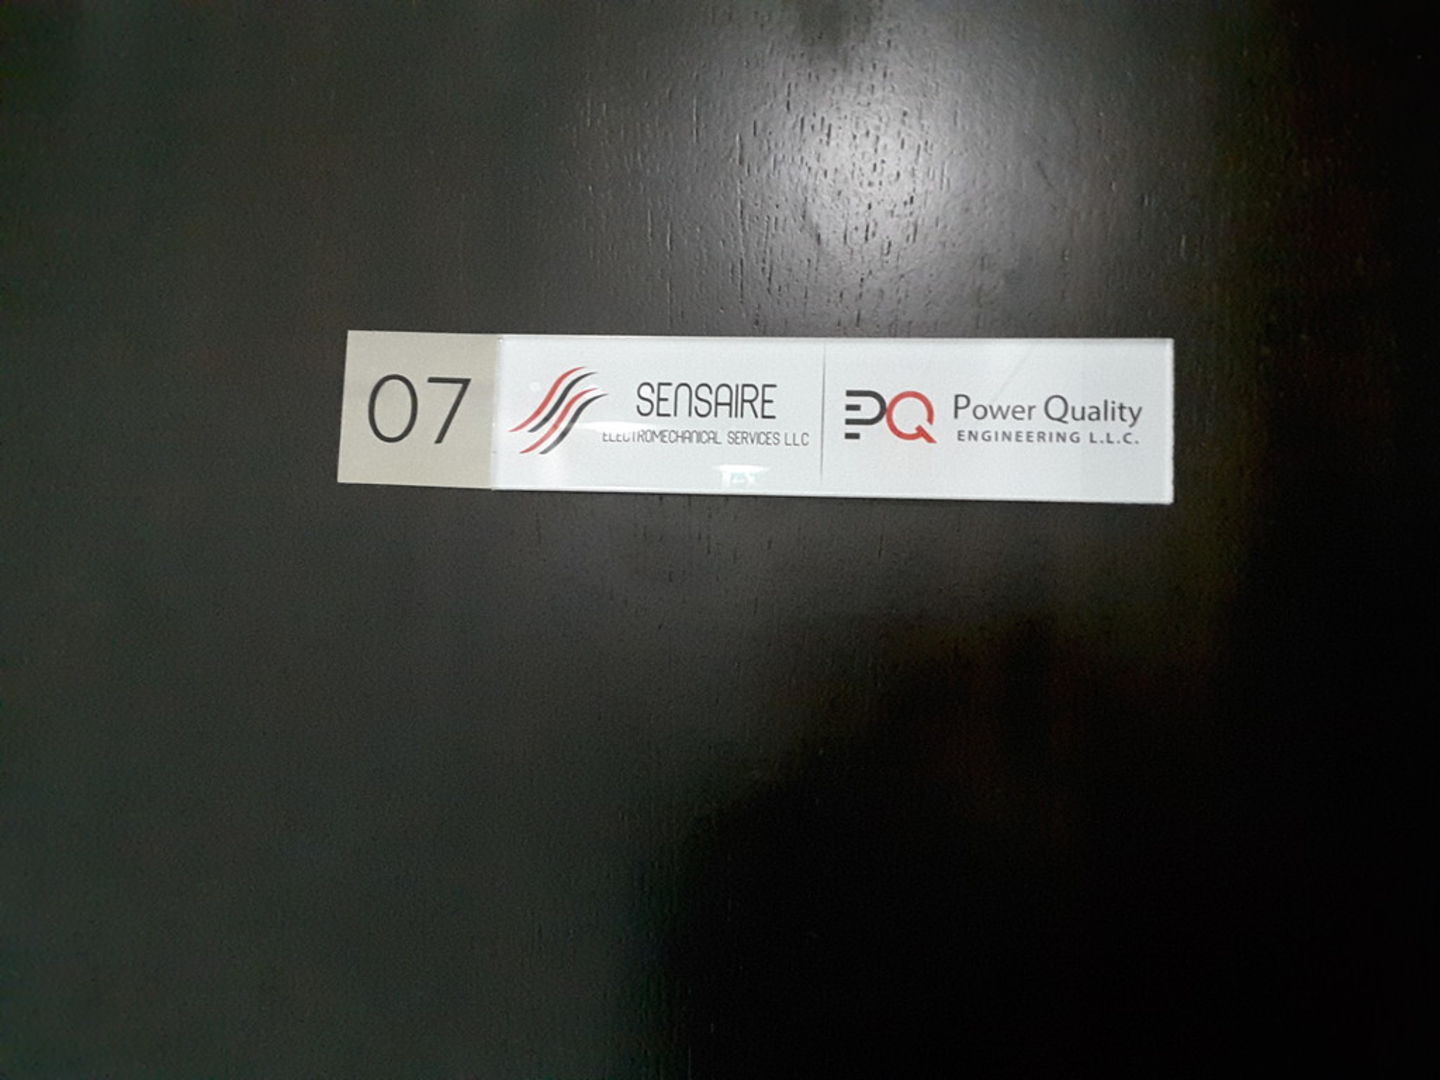 07
SENSAIRE
ELECTROMECHANICAL SERVICES LLC
PQ
Power Quality
ENGINEERING L.L.C.